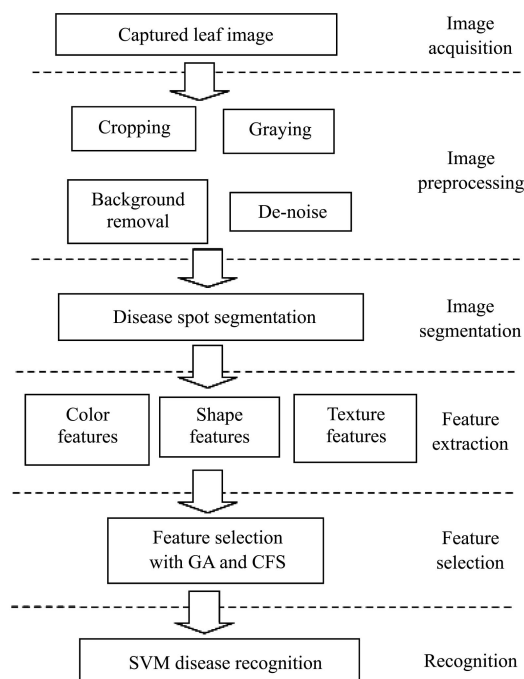 Captured leaf image
Image
acquisition
Cropping
Graying
Background
removal
De-noise
Image
preprocessing
Disease spot segmentation
Image
segmentation
Color
features
Shape
features
Texture
features
Feature
extraction
Feature selection
with GA and CFS
Feature
selection
SVM disease recognition
Recognition